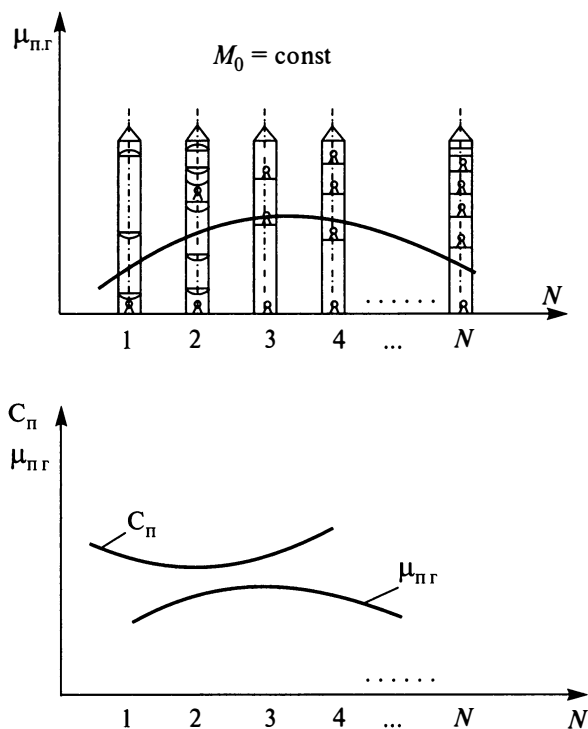 μп.г
M₀ = const
. . . . . .
N
1 2 3 4 ... N
Cп
μп г
Cп
μп г
. . . . . .
1 2 3 4 ... N N